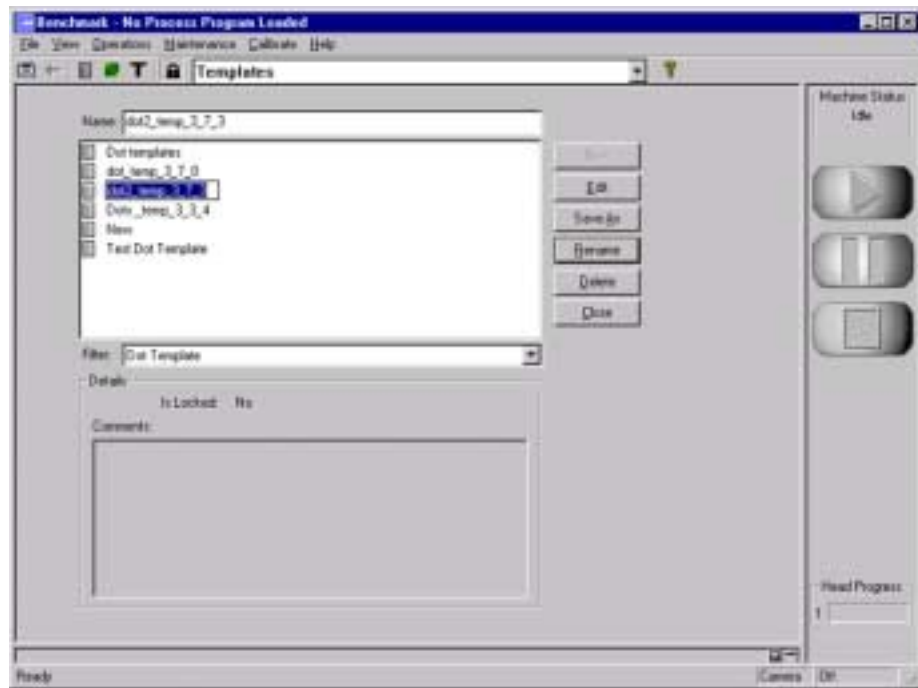 Benchmark - No Process Program Loaded
File View Operations Maintenance Calibrate Help
T Templates ?
Machine Status
Idle
Name: dot2_temp_3_7_3
Dot templates
dot_temp_3_7_0
dot2_temp_3_7_3
Dots_temp_3_3_4
New
Test Dot Template
Edit
Save As
Rename
Delete
Close
Filter: Dot Template
Details
Is Locked: No
Comments:
Head Progress
1
Ready
Camera Off